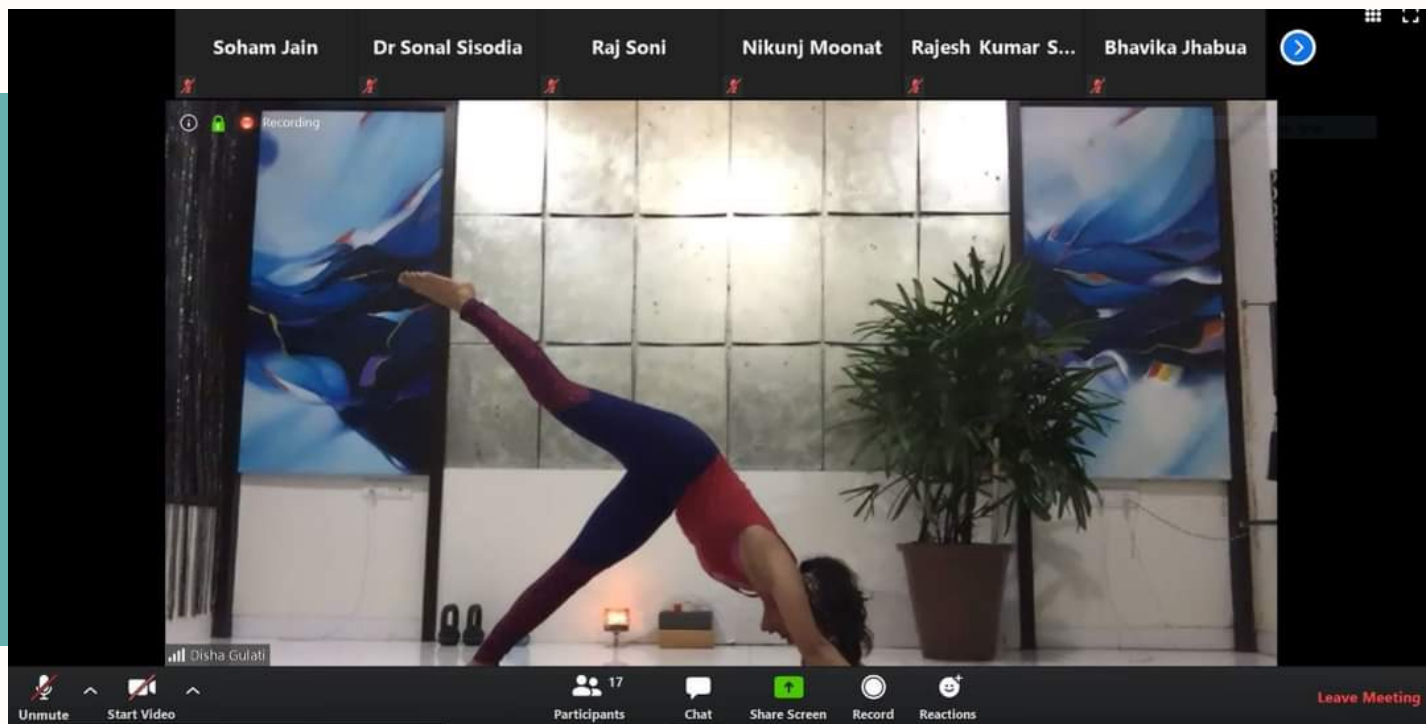 Soham Jain
Dr Sonal Sisodia
Raj Soni
Nikunj Moonat
Rajesh Kumar S...
Bhavika Jhabua
Recording
Disha Gulati
Unmute
Start Video
17
Participants
Chat
Share Screen
Record
Reactions
Leave Meeting